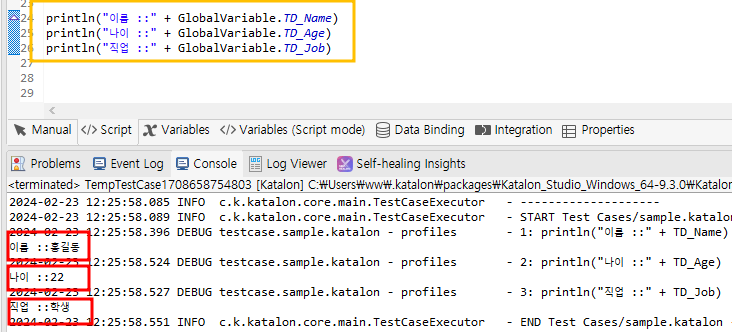 24 println("이름 ::" + GlobalVariable.TD_Name)
25 println("나이 ::" + GlobalVariable.TD_Age)
26 println("직업 ::" + GlobalVariable.TD_Job)
27
28
29
Manual </> Script Variables </> Variables (Script mode) Data Binding Integration Properties
Problems Event Log Console Log Viewer Self-healing Insights
<terminated> TempTestCase1708658754803 [Katalon] C:₩Users₩ww₩.katalon₩packages₩Katalon_Studio_Windows_64-9.3.0₩Katalon
2024-02-23 12:25:58.085 INFO c.k.katalon.core.main.TestCaseExecutor - --------------------
2024-02-23 12:25:58.089 INFO c.k.katalon.core.main.TestCaseExecutor - START Test Cases/sample.katalon
2024-02-23 12:25:58.396 DEBUG testcase.sample.katalon - profiles - 1: println("이름 ::" + TD_Name)
이름 ::홍길동
2024-02-23 12:25:58.524 DEBUG testcase.sample.katalon - profiles - 2: println("나이 ::" + TD_Age)
나이 ::22
2024-02-23 12:25:58.527 DEBUG testcase.sample.katalon - profiles - 3: println("직업 ::" + TD_Job)
직업 ::학생
2024-02-23 12:25:58.551 INFO c.k.katalon.core.main.TestCaseExecutor - END Test Cases/sample.katalon